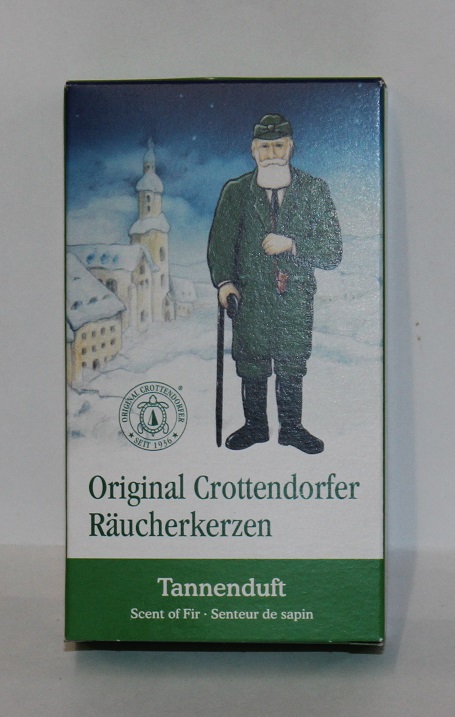 ORIGINAL CROTTENDORFER ®
★ SEIT 1936 ★
Original Crottendorfer
Räucherkerzen
Tannenduft
Scent of Fir · Senteur de sapin